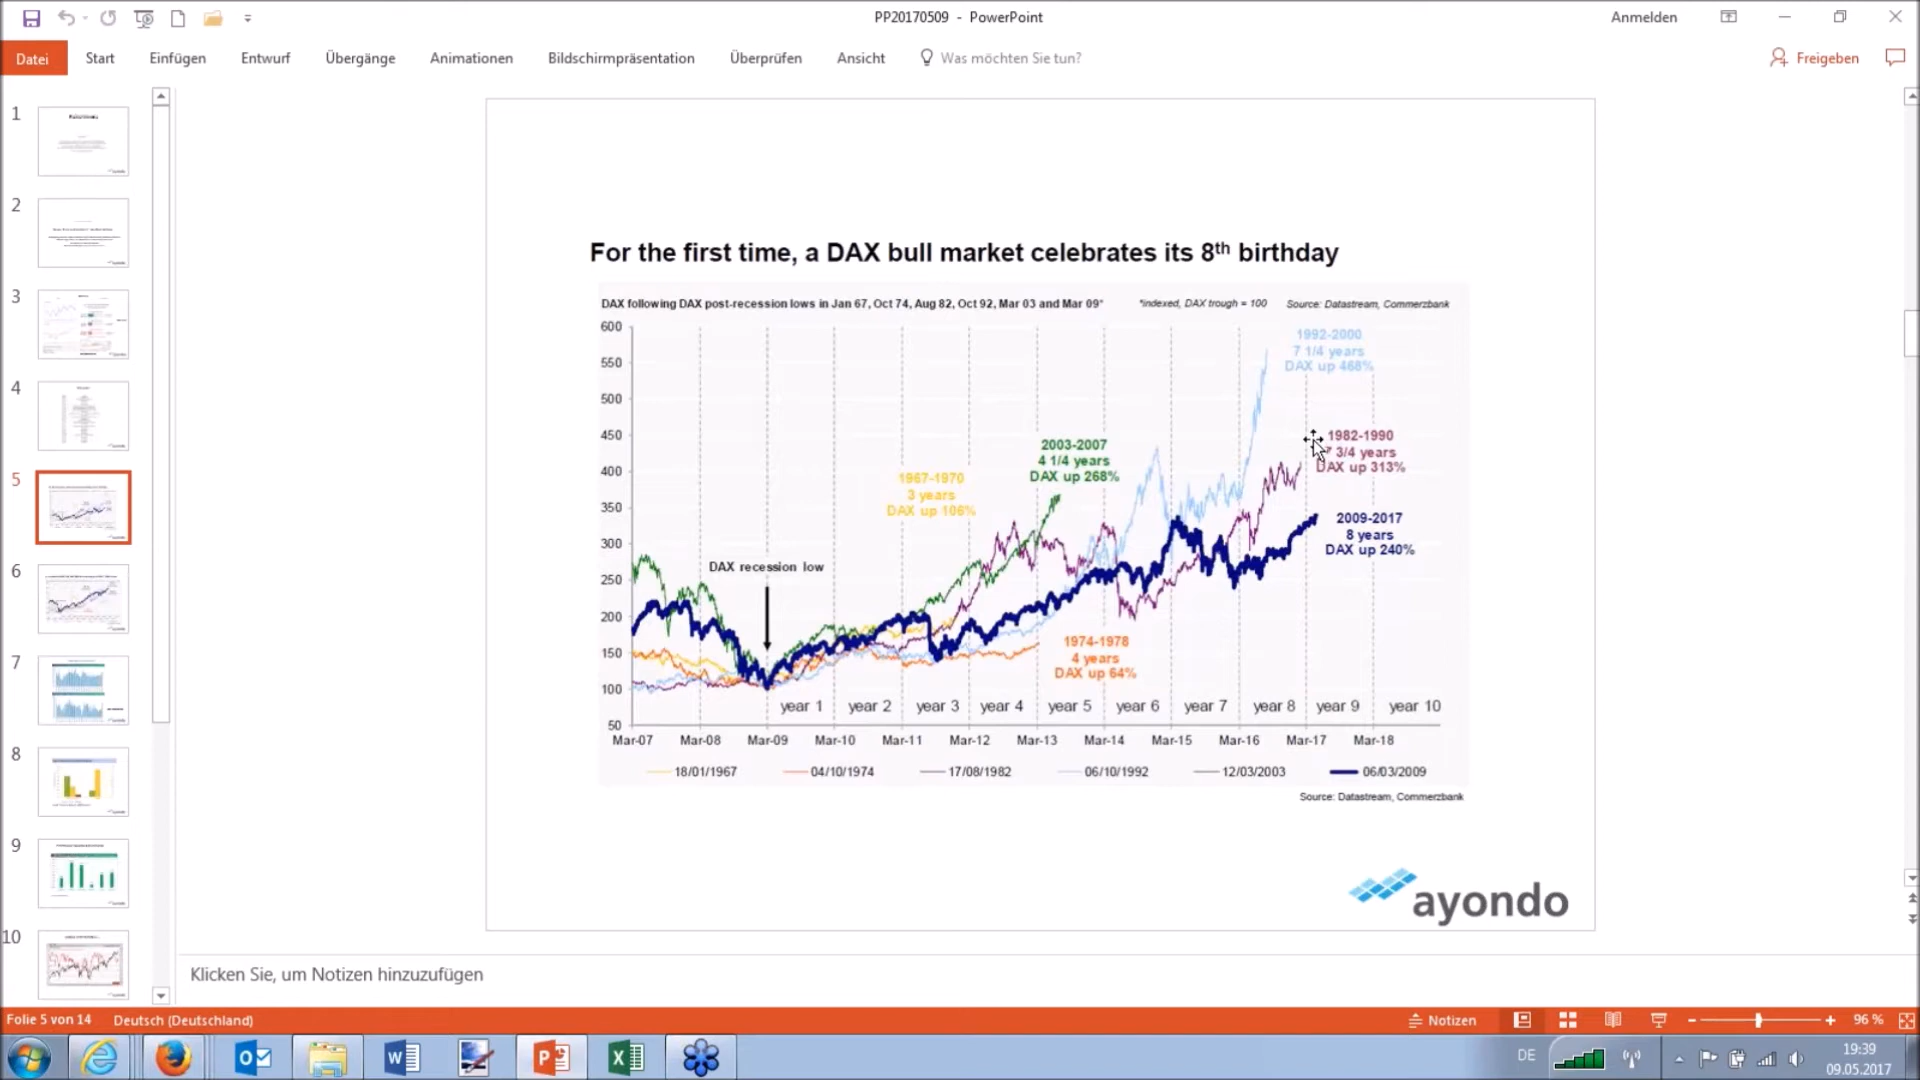 PP20170509 - PowerPoint
Anmelden
Datei Start Einfügen Entwurf Übergänge Animationen Bildschirmpräsentation Überprüfen Ansicht Was möchten Sie tun? Freigeben
1
2
3
4
5
6
7
8
9
10
For the first time, a DAX bull market celebrates its 8th birthday
DAX following DAX post-recession lows in Jan 67, Oct 74, Aug 82, Oct 92, Mar 03 and Mar 09* *indexed, DAX trough = 100 Source: Datastream, Commerzbank
600
550
500
450
400
350
300
250
200
150
100
50
1992-2000
7 1/4 years
DAX up 468%
1982-1990
7 3/4 years
DAX up 313%
2003-2007
4 1/4 years
DAX up 268%
1967-1970
3 years
DAX up 106%
2009-2017
8 years
DAX up 240%
DAX recession low
1974-1978
4 years
DAX up 64%
year 1 year 2 year 3 year 4 year 5 year 6 year 7 year 8 year 9 year 10
Mar-07 Mar-08 Mar-09 Mar-10 Mar-11 Mar-12 Mar-13 Mar-14 Mar-15 Mar-16 Mar-17 Mar-18
18/01/1967 04/10/1974 17/08/1982 06/10/1992 12/03/2003 06/03/2009
Source: Datastream, Commerzbank
ayondo
Klicken Sie, um Notizen hinzuzufügen
Folie 5 von 14 Deutsch (Deutschland) Notizen 96 %
DE
19:39
09.05.2017